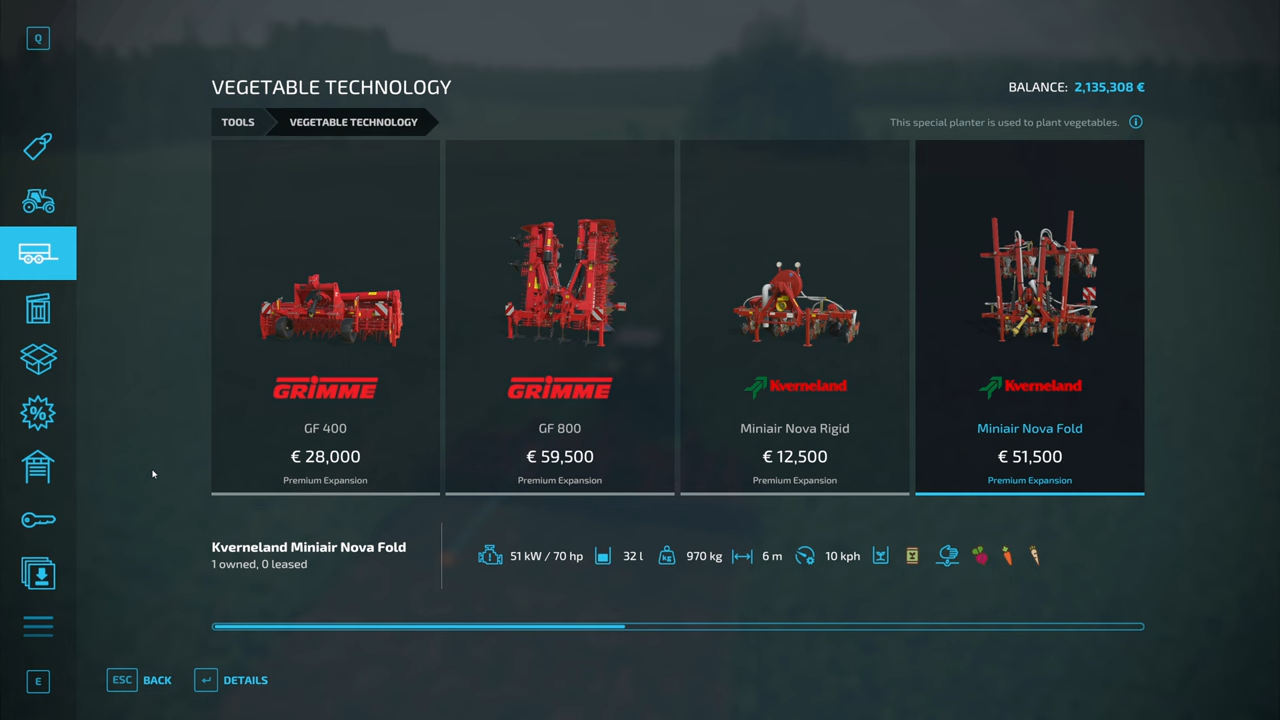 Q
VEGETABLE TECHNOLOGY
BALANCE: 2,135,308 €
TOOLS VEGETABLE TECHNOLOGY
This special planter is used to plant vegetables.
GRIMME
GF 400
€ 28,000
Premium Expansion
GRIMME
GF 800
€ 59,500
Premium Expansion
Kverneland
Miniair Nova Rigid
€ 12,500
Premium Expansion
Kverneland
Miniair Nova Fold
€ 51,500
Premium Expansion
Kverneland Miniair Nova Fold
1 owned, 0 leased
51 kW / 70 hp 32 l kg 970 kg 6 m 10 kph
%
E
ESC BACK DETAILS